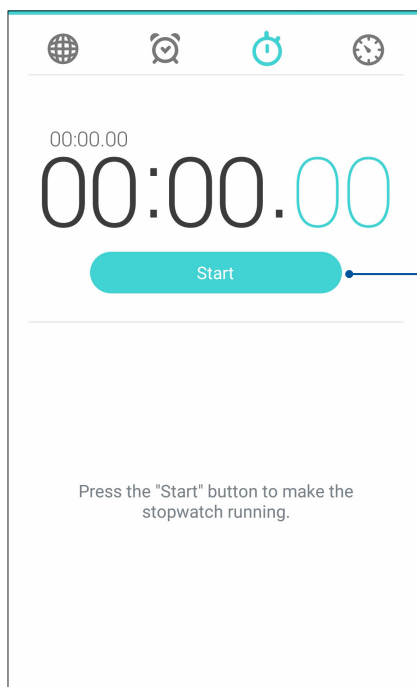 00:00.00
00:00.00
Start
Press the "Start" button to make the
stopwatch running.